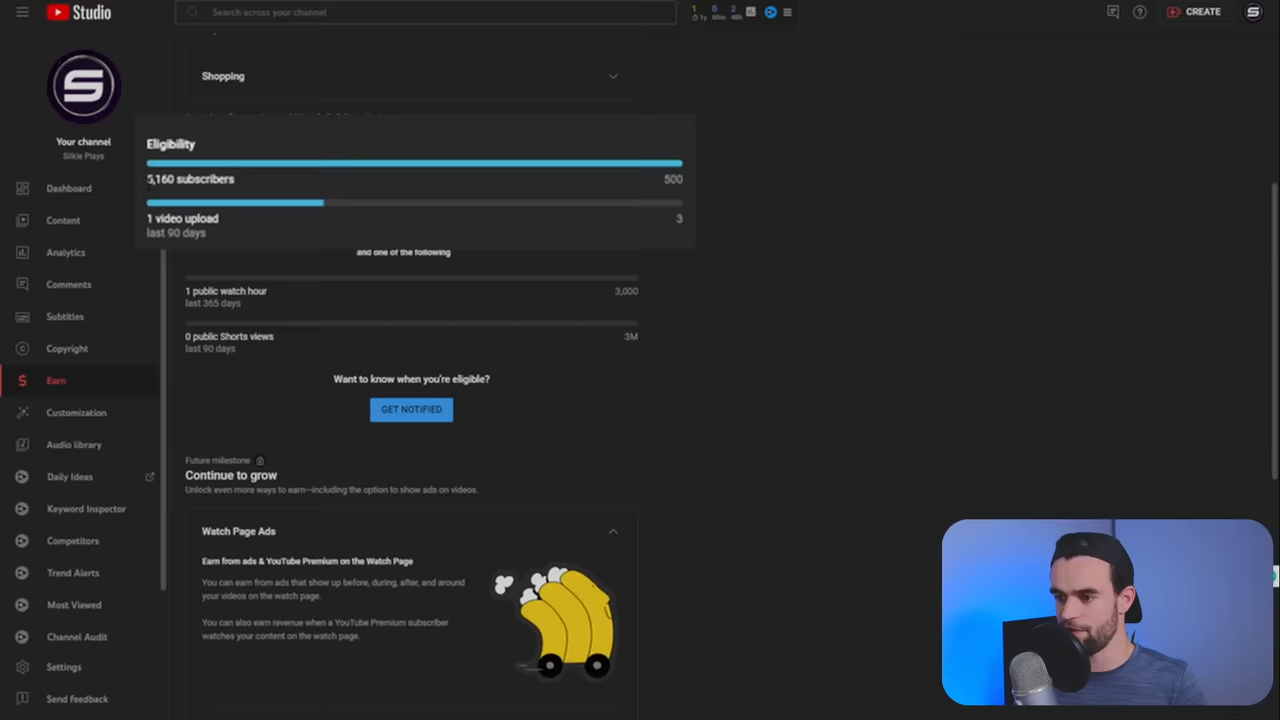 Studio
Search across your channel
1 0 2
1y 60m 48h
CREATE
Your channel
Silkie Plays
Dashboard
Content
Analytics
Comments
Subtitles
Copyright
Earn
Customization
Audio library
Daily Ideas
Keyword Inspector
Competitors
Trend Alerts
Most Viewed
Channel Audit
Settings
Send feedback
Shopping
Eligibility
5,160 subscribers 500
1 video upload 3
last 90 days
and one of the following
1 public watch hour 3,000
last 365 days
0 public Shorts views 3M
last 90 days
Want to know when you're eligible?
GET NOTIFIED
Future milestone
Continue to grow
Unlock even more ways to earn—including the option to show ads on videos.
Watch Page Ads
Earn from ads & YouTube Premium on the Watch Page
You can earn from ads that show up before, during, after, and around
your videos on the watch page.
You can also earn revenue when a YouTube Premium subscriber
watches your content on the watch page.